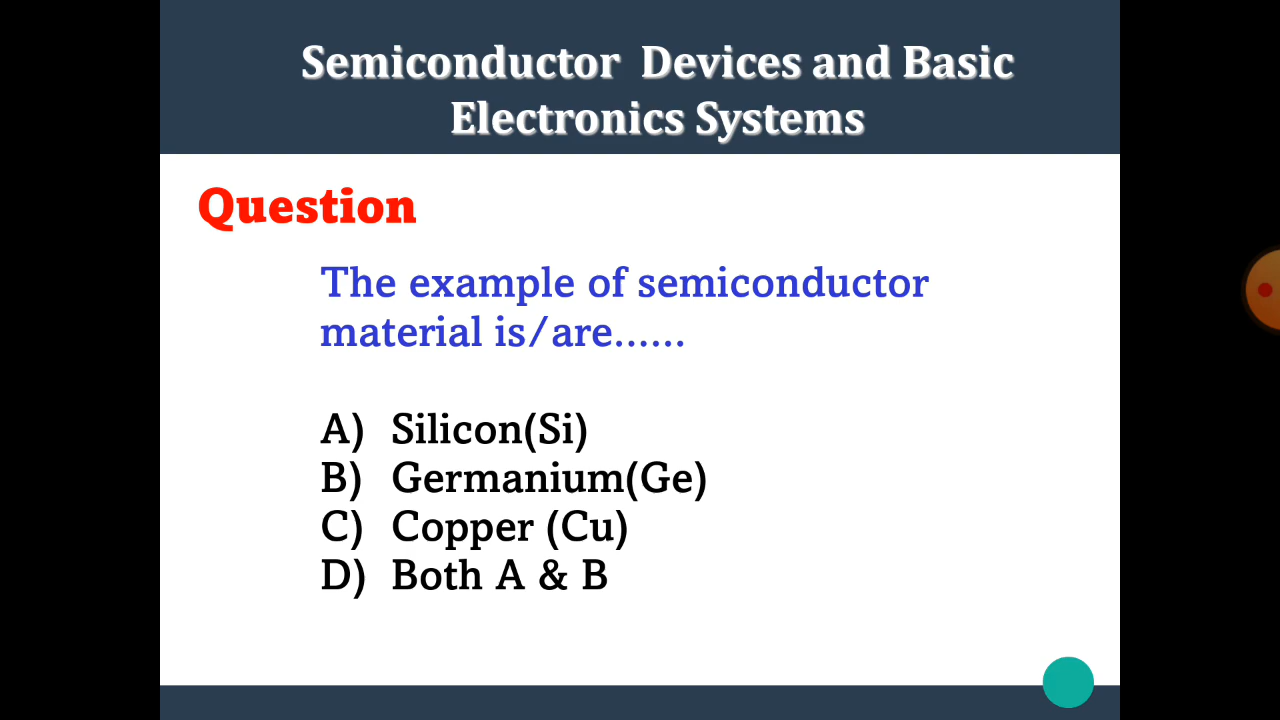 Semiconductor Devices and Basic
Electronics Systems
Question
The example of semiconductor
material is/are......
A) Silicon(Si)
B) Germanium(Ge)
C) Copper (Cu)
D) Both A & B